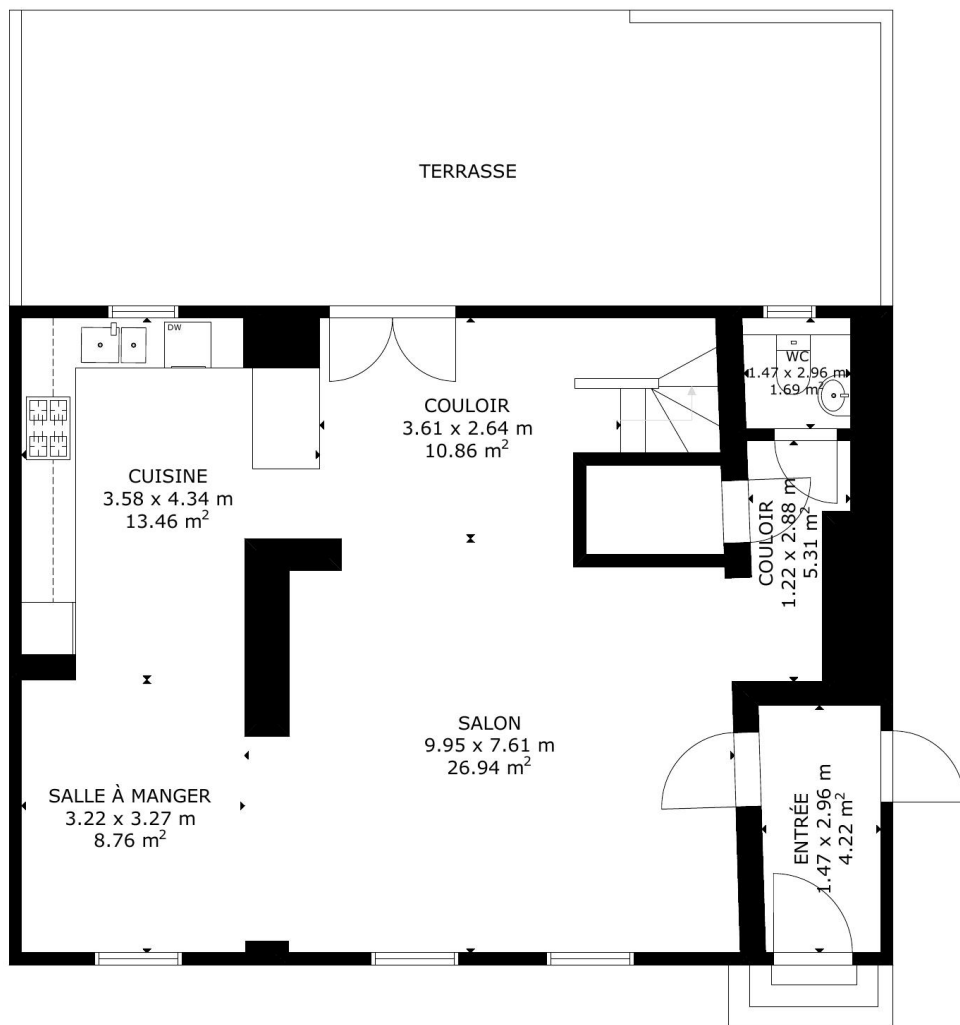 TERRASSE
DW
WC
1.47 x 2.96 m
1.69 m²
COULOIR
3.61 x 2.64 m
10.86 m²
CUISINE
3.58 x 4.34 m
13.46 m²
COULOIR
1.22 x 2.88 m
5.31 m²
SALON
9.95 x 7.61 m
26.94 m²
SALLE À MANGER
3.22 x 3.27 m
8.76 m²
ENTRÉE
1.47 x 2.96 m
4.22 m²